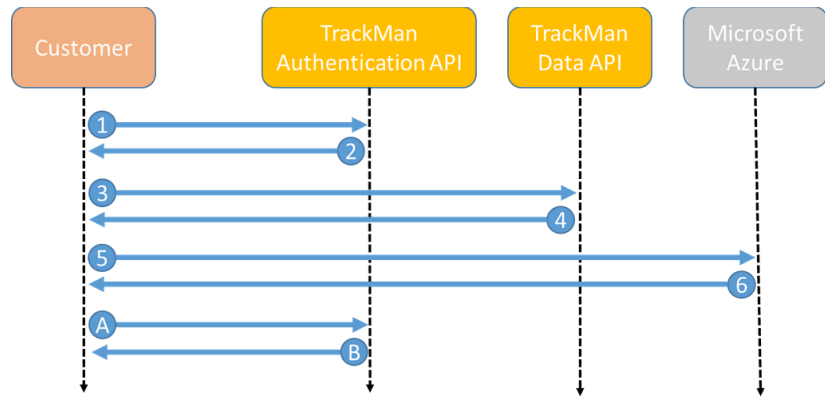 Customer
TrackMan
Authentication API
TrackMan
Data API
Microsoft
Azure
1
2
3
4
5
6
A
B